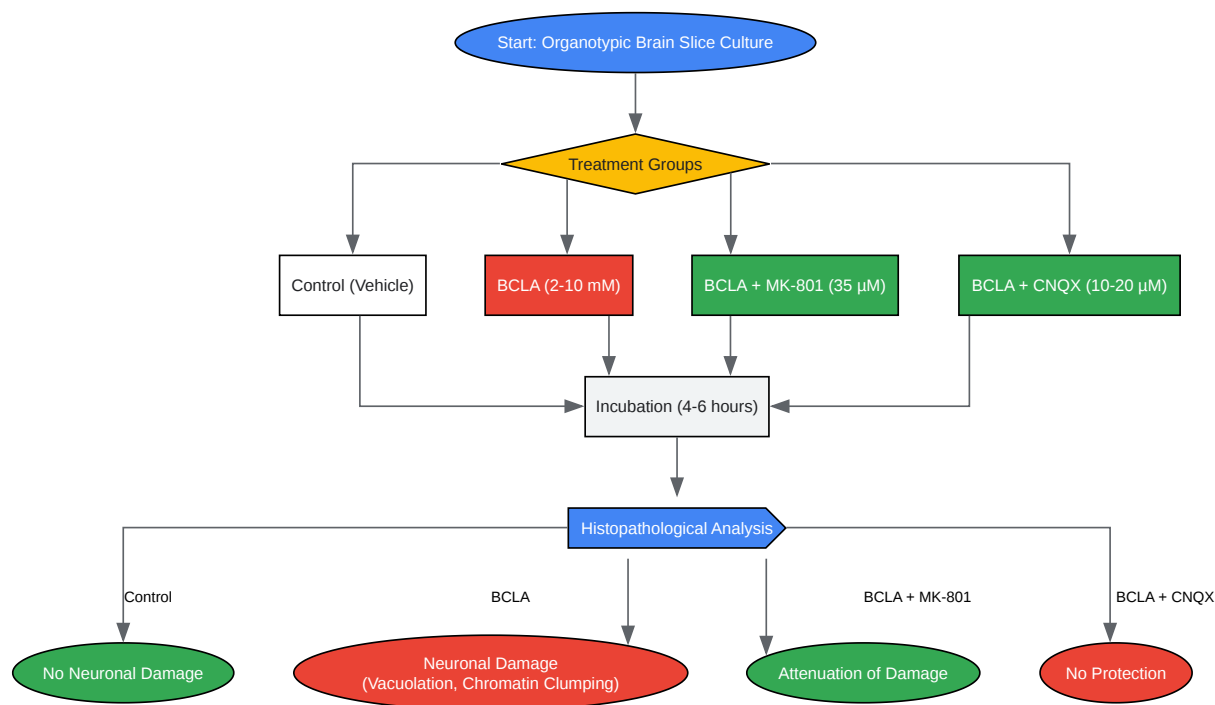 Start: Organotypic Brain Slice Culture
Treatment Groups
Control (Vehicle)
BCLA (2-10 mM)
BCLA + MK-801 (35 µM)
BCLA + CNQX (10-20 µM)
Incubation (4-6 hours)
Histopathological Analysis
Control
BCLA
BCLA + MK-801
BCLA + CNQX
No Neuronal Damage
Neuronal Damage
(Vacuolation, Chromatin Clumping)
Attenuation of Damage
No Protection